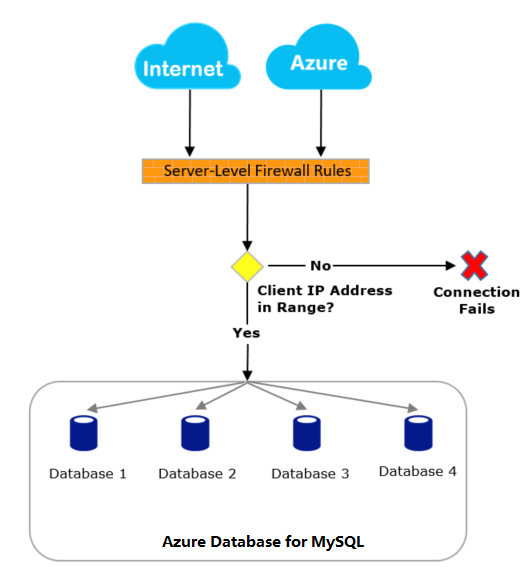 Internet
Azure
Server-Level Firewall Rules
No
Client IP Address
in Range?
Connection
Fails
Yes
Database 1
Database 2
Database 3
Database 4
Azure Database for MySQL